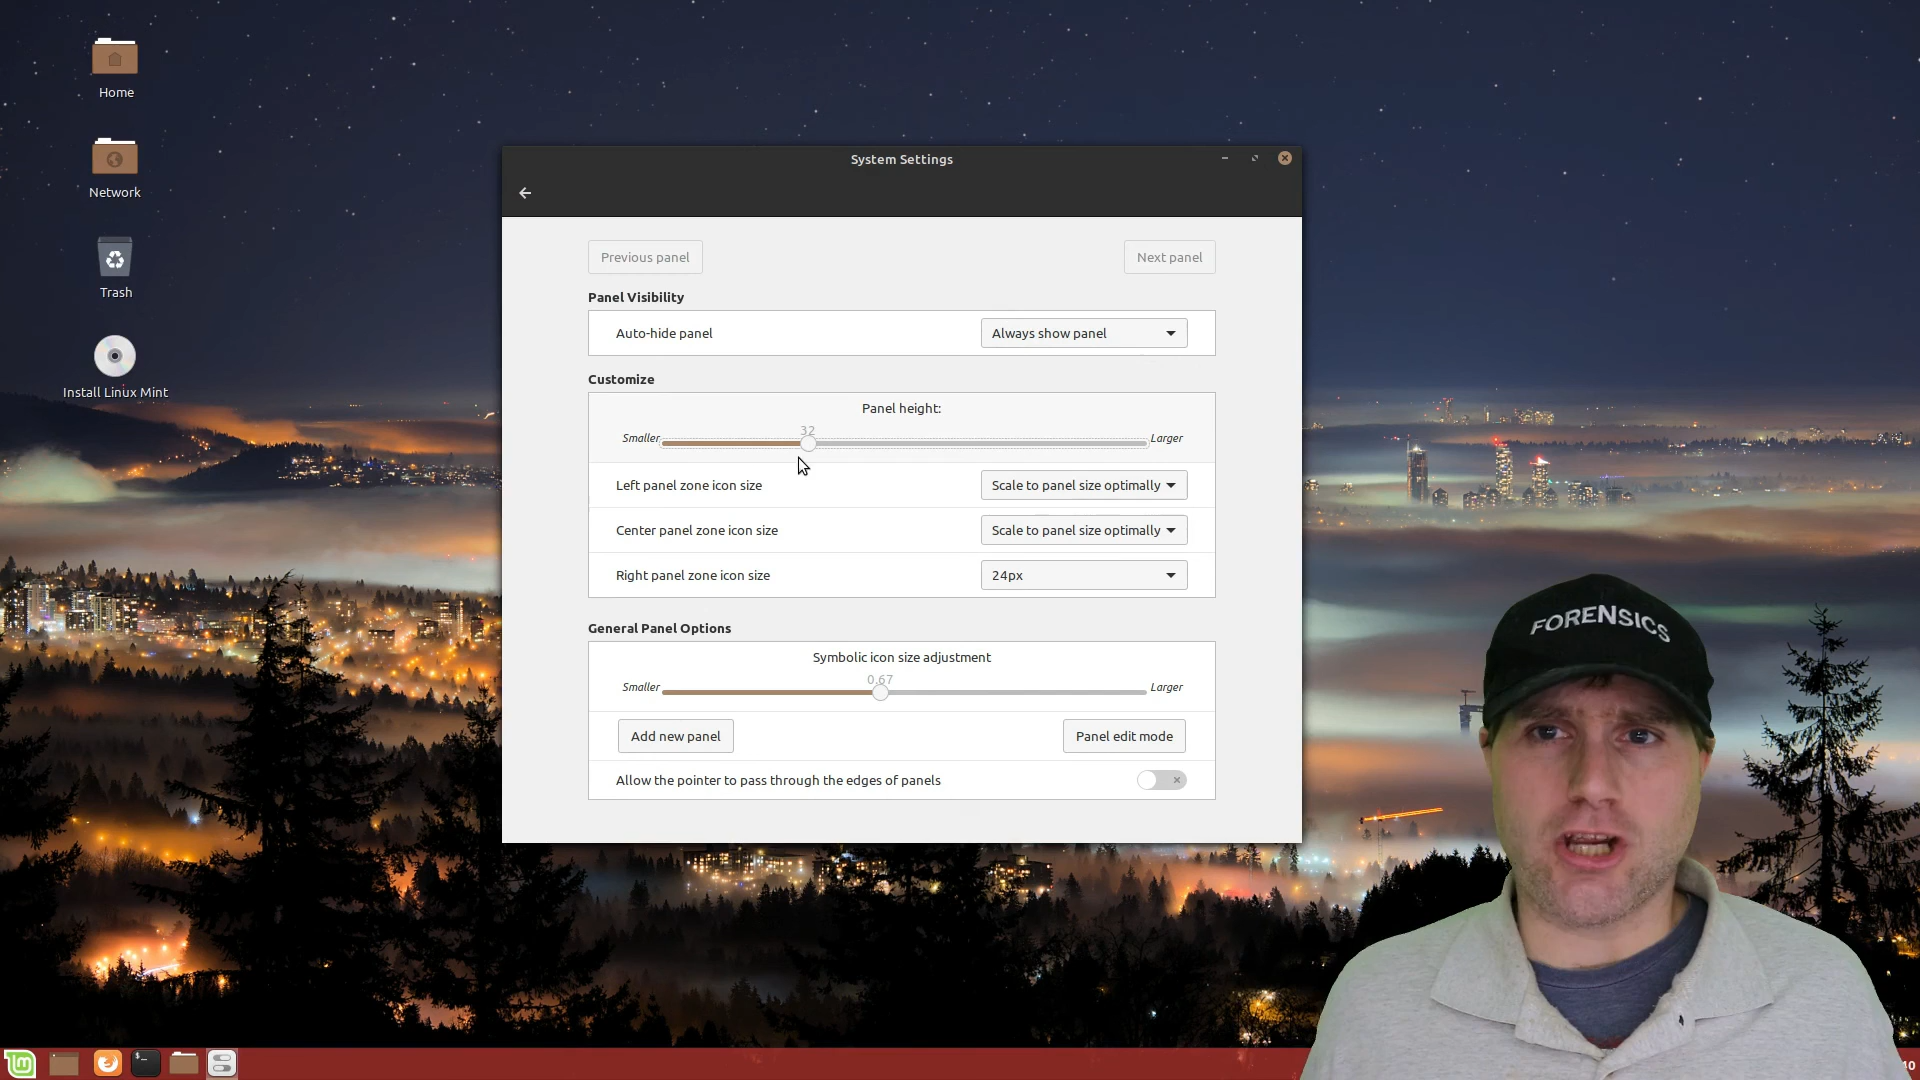 Home
Network
Trash
Install Linux Mint
System Settings
Previous panel
Next panel
Panel Visibility
Auto-hide panel
Always show panel
Customize
Panel height:
32
Smaller
Larger
Left panel zone icon size
Scale to panel size optimally
Center panel zone icon size
Scale to panel size optimally
Right panel zone icon size
24px
General Panel Options
Symbolic icon size adjustment
0.67
Smaller
Larger
Add new panel
Panel edit mode
Allow the pointer to pass through the edges of panels
FORENSICS
lm
$_
40